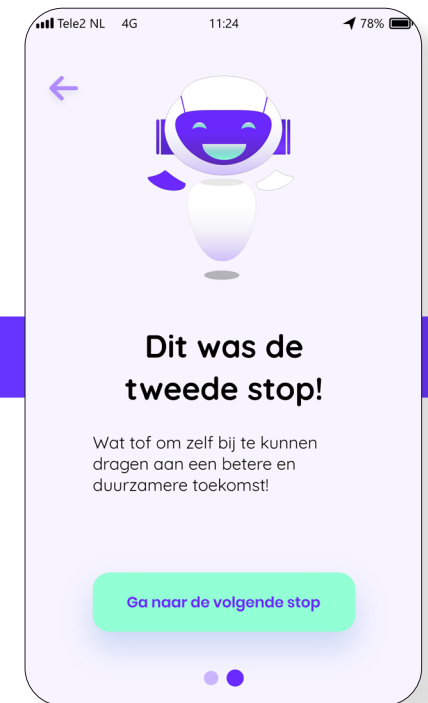 Tele2 NL 4G 11:24 78%
Dit was de
tweede stop!
Wat tof om zelf bij te kunnen
dragen aan een betere en
duurzamere toekomst!
Ga naar de volgende stop